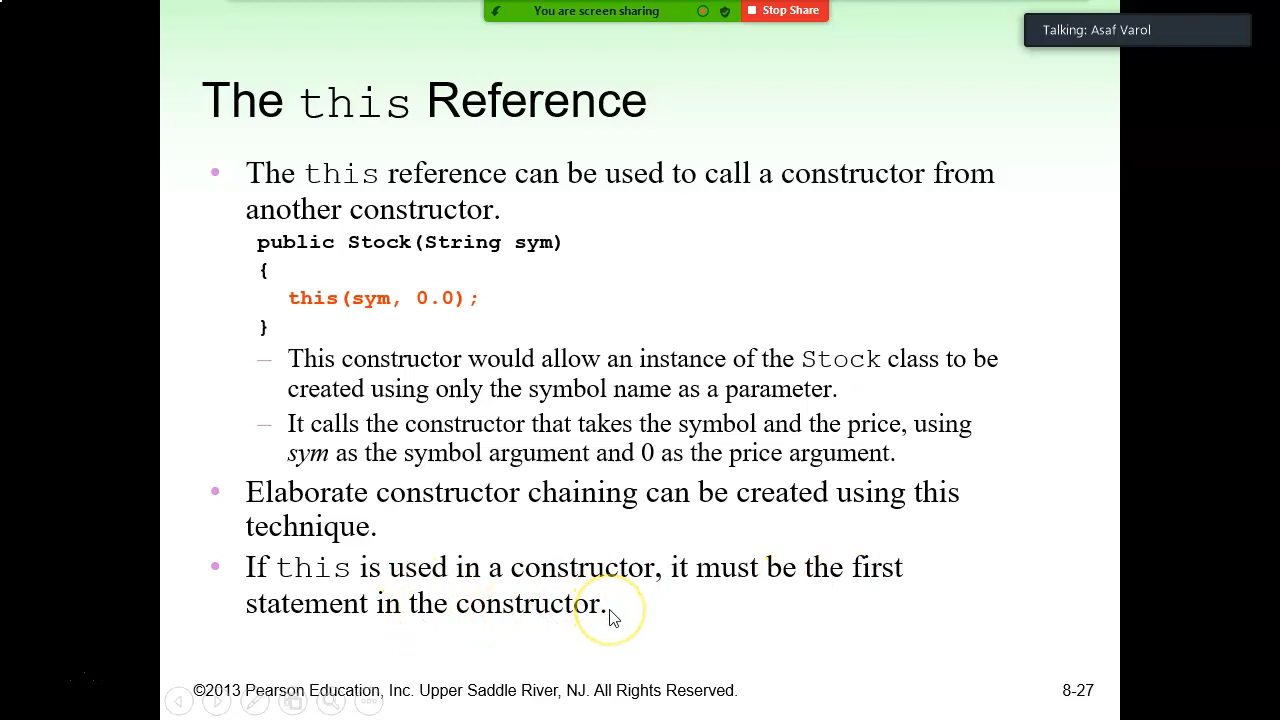 You are screen sharing
Stop Share
Talking: Asaf Varol
The this Reference
• The this reference can be used to call a constructor from
another constructor.
public Stock(String sym)
{
this(sym, 0.0);
}
– This constructor would allow an instance of the Stock class to be
created using only the symbol name as a parameter.
– It calls the constructor that takes the symbol and the price, using
sym as the symbol argument and 0 as the price argument.
• Elaborate constructor chaining can be created using this
technique.
• If this is used in a constructor, it must be the first
statement in the constructor.
©2013 Pearson Education, Inc. Upper Saddle River, NJ. All Rights Reserved.
8-27